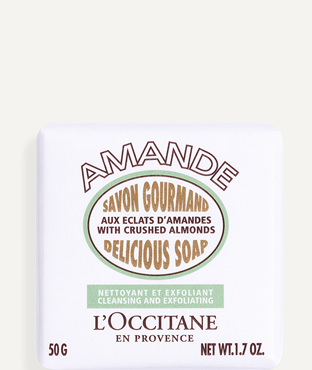 AMANDE
SAVON GOURMAND
AUX ECLATS D'AMANDES
WITH CRUSHED ALMONDS
DELICIOUS SOAP
NETTOYANT ET EXFOLIANT
CLEANSING AND EXFOLIATING
L'OCCITANE
EN PROVENCE
50 G NET WT.1.7 OZ.